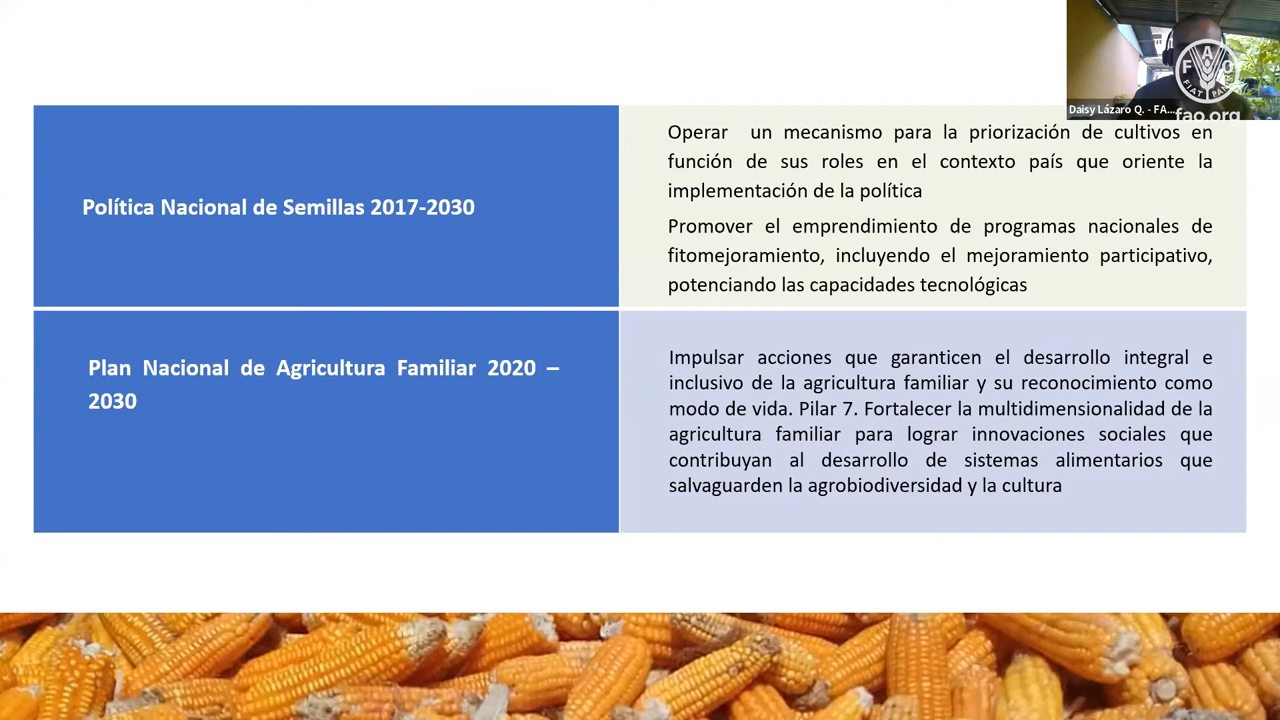 Daisy Lázaro Q. - FA...
F A O
FIAT PANIS
fao.org
Política Nacional de Semillas 2017-2030
Operar un mecanismo para la priorización de cultivos en
función de sus roles en el contexto país que oriente la
implementación de la política
Promover el emprendimiento de programas nacionales de
fitomejoramiento, incluyendo el mejoramiento participativo,
potenciando las capacidades tecnológicas
Plan Nacional de Agricultura Familiar 2020 –
2030
Impulsar acciones que garanticen el desarrollo integral e
inclusivo de la agricultura familiar y su reconocimiento como
modo de vida. Pilar 7. Fortalecer la multidimensionalidad de la
agricultura familiar para lograr innovaciones sociales que
contribuyan al desarrollo de sistemas alimentarios que
salvaguarden la agrobiodiversidad y la cultura